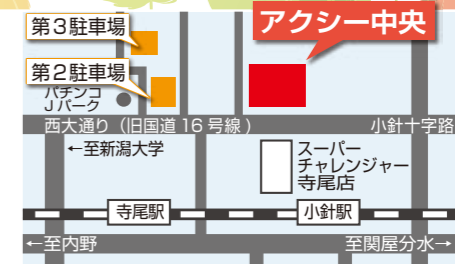 アクシー中央
第3駐車場
第2駐車場
パチンコ
Jパーク
西大通り(旧国道16号線)
小針十字路
←至新潟大学
スーパー
チャレンジャー
寺尾店
寺尾駅
小針駅
←至内野
至関屋分水→